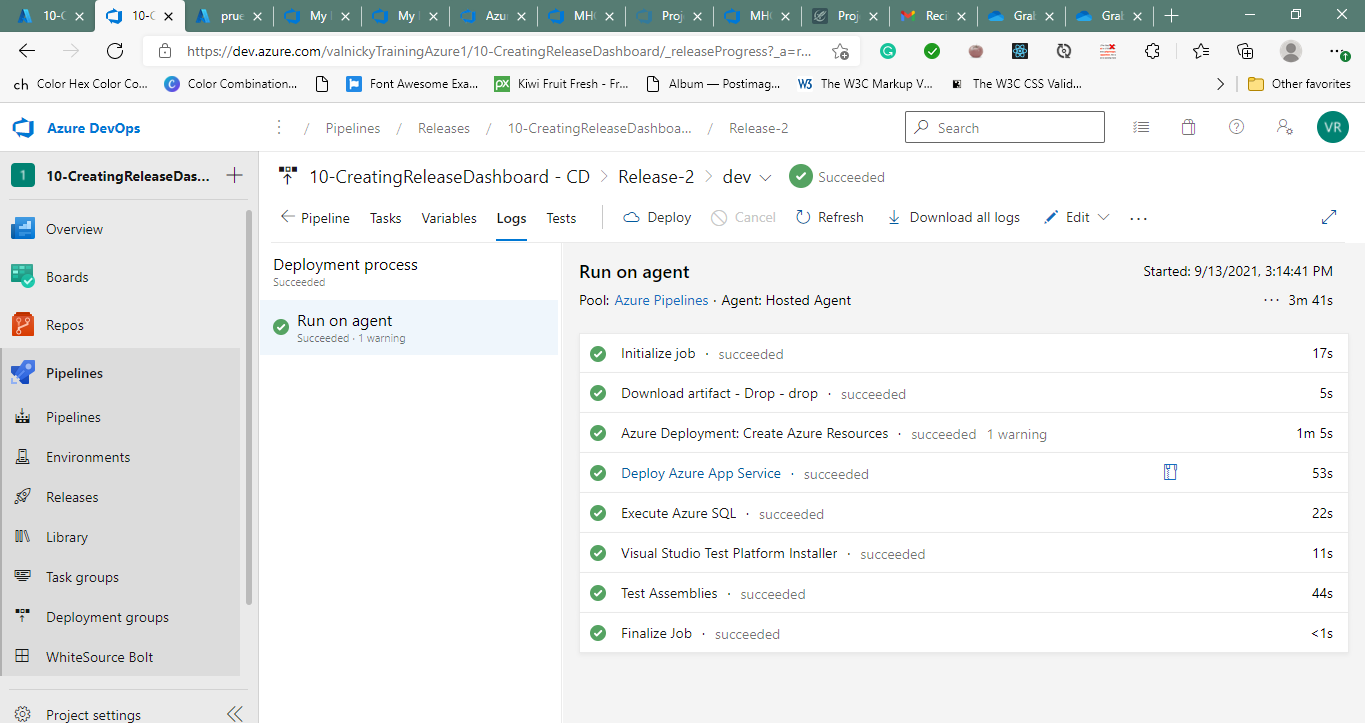 10-C
10-C
prue
My
My
Azur
MHC
Proj
MHC
Proj
Reci
Gral
Gral
https://dev.azure.com/valnickyTrainingAzure1/10-CreatingReleaseDashboard/_releaseProgress?_a=r...
ch Color Hex Color Co...
Color Combination...
Font Awesome Exa...
Kiwi Fruit Fresh - Fr...
Album — Postimag...
The W3C Markup V...
The W3C CSS Valid...
Other favorites
Azure DevOps
/ Pipelines / Releases / 10-CreatingReleaseDashboa... / Release-2
Search
VR
1 10-CreatingReleaseDas...
Overview
Boards
Repos
Pipelines
Pipelines
Environments
Releases
Library
Task groups
Deployment groups
WhiteSource Bolt
Project settings
10-CreatingReleaseDashboard - CD > Release-2 > dev Succeeded
Pipeline Tasks Variables Logs Tests Deploy Cancel Refresh Download all logs Edit ...
Deployment process
Succeeded
Run on agent
Succeeded · 1 warning
Run on agent
Started: 9/13/2021, 3:14:41 PM
Pool: Azure Pipelines · Agent: Hosted Agent
... 3m 41s
Initialize job · succeeded 17s
Download artifact - Drop - drop · succeeded 5s
Azure Deployment: Create Azure Resources · succeeded 1 warning 1m 5s
Deploy Azure App Service · succeeded 53s
Execute Azure SQL · succeeded 22s
Visual Studio Test Platform Installer · succeeded 11s
Test Assemblies · succeeded 44s
Finalize Job · succeeded <1s